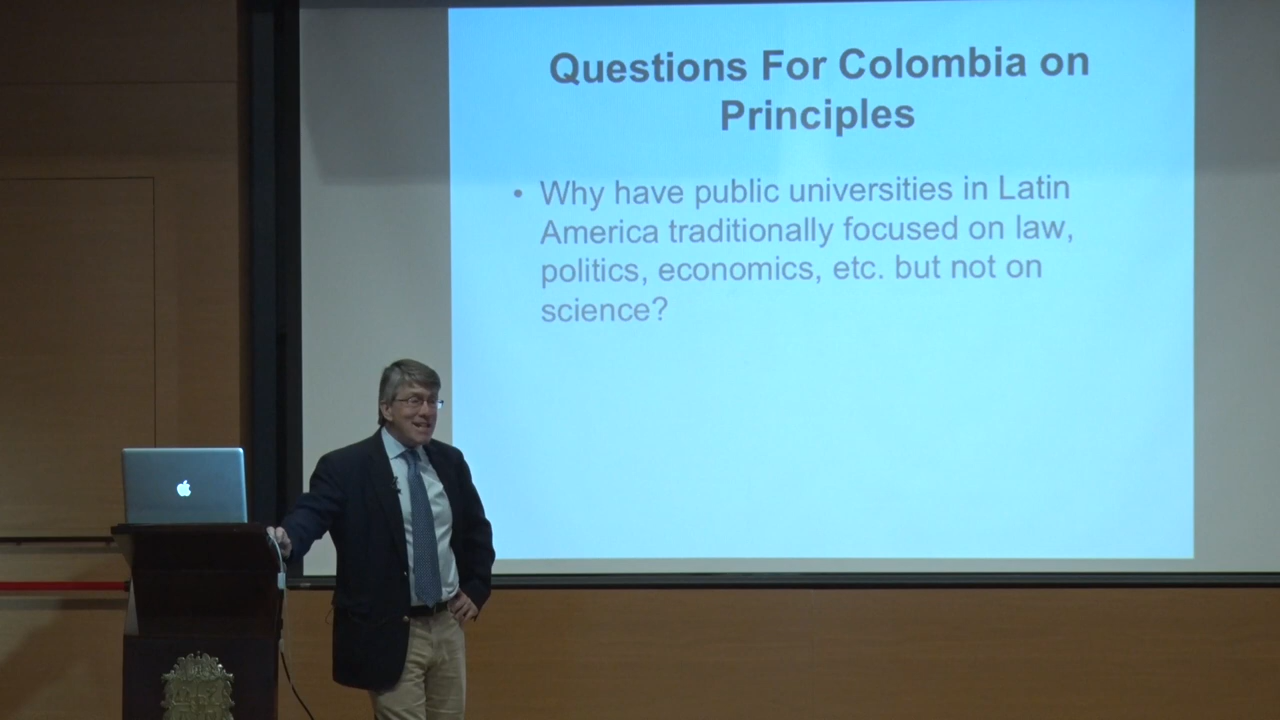 Questions For Colombia on
Principles
• Why have public universities in Latin
America traditionally focused on law,
politics, economics, etc. but not on
science?